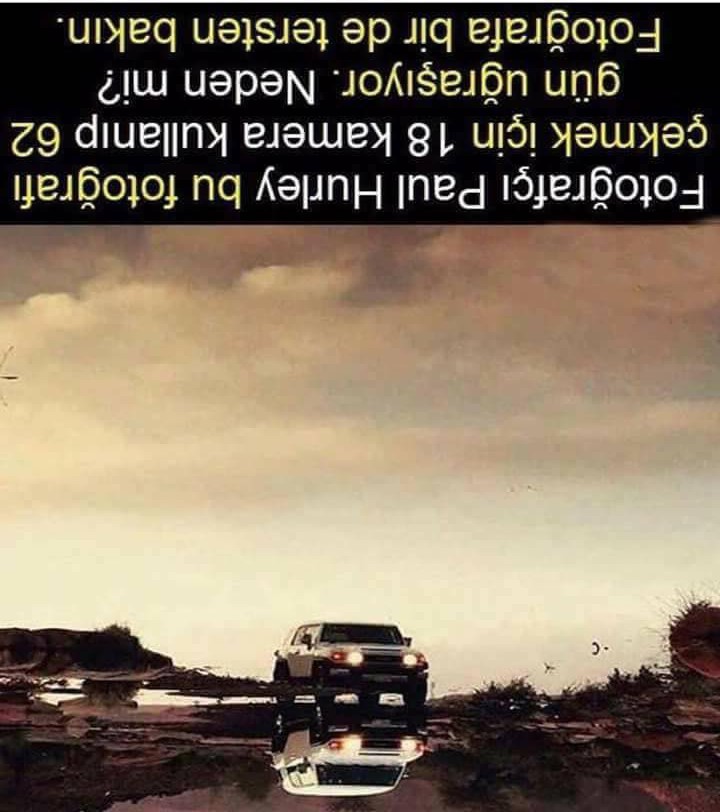 Fotoğrafçı Paul Hurley bu fotoğrafı
çekmek için 18 kamera kullanıp 62
gün uğraşıyor. Neden mi?
Fotoğrafa bir de tersten bakın.